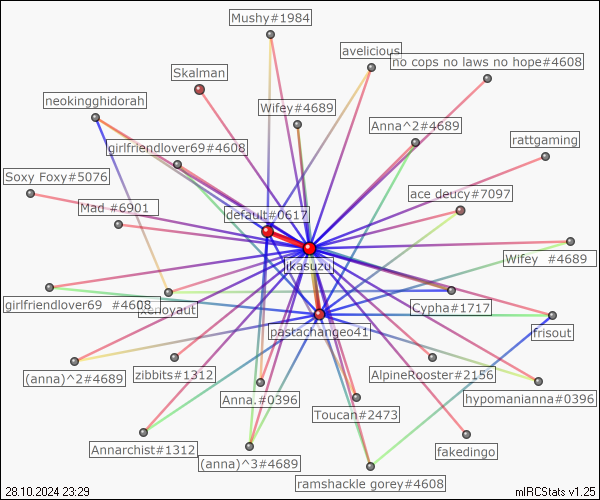 Mushy#1984
avelicious
no cops no laws no hope#4608
Skalman
neokingghidorah
Wifey#4689
Anna^2#4689
rattgaming
girlfriendlover69#4608
Soxy Foxy#5076
ace deucy#7097
Mad #6901
default#0617
Wifey #4689
jkasuzu
girlfriendlover69 #4608
Cypha#1717
pastachangeo41
frisout
(anna)^2#4689
zibbits#1312
AlpineRooster#2156
Anna.#0396
hypomanianna#0396
Toucan#2473
Annarchist#1312
fakedingo
(anna)^3#4689
ramshackle gorey#4608
28.10.2024 23:29
mIRCStats v1.25